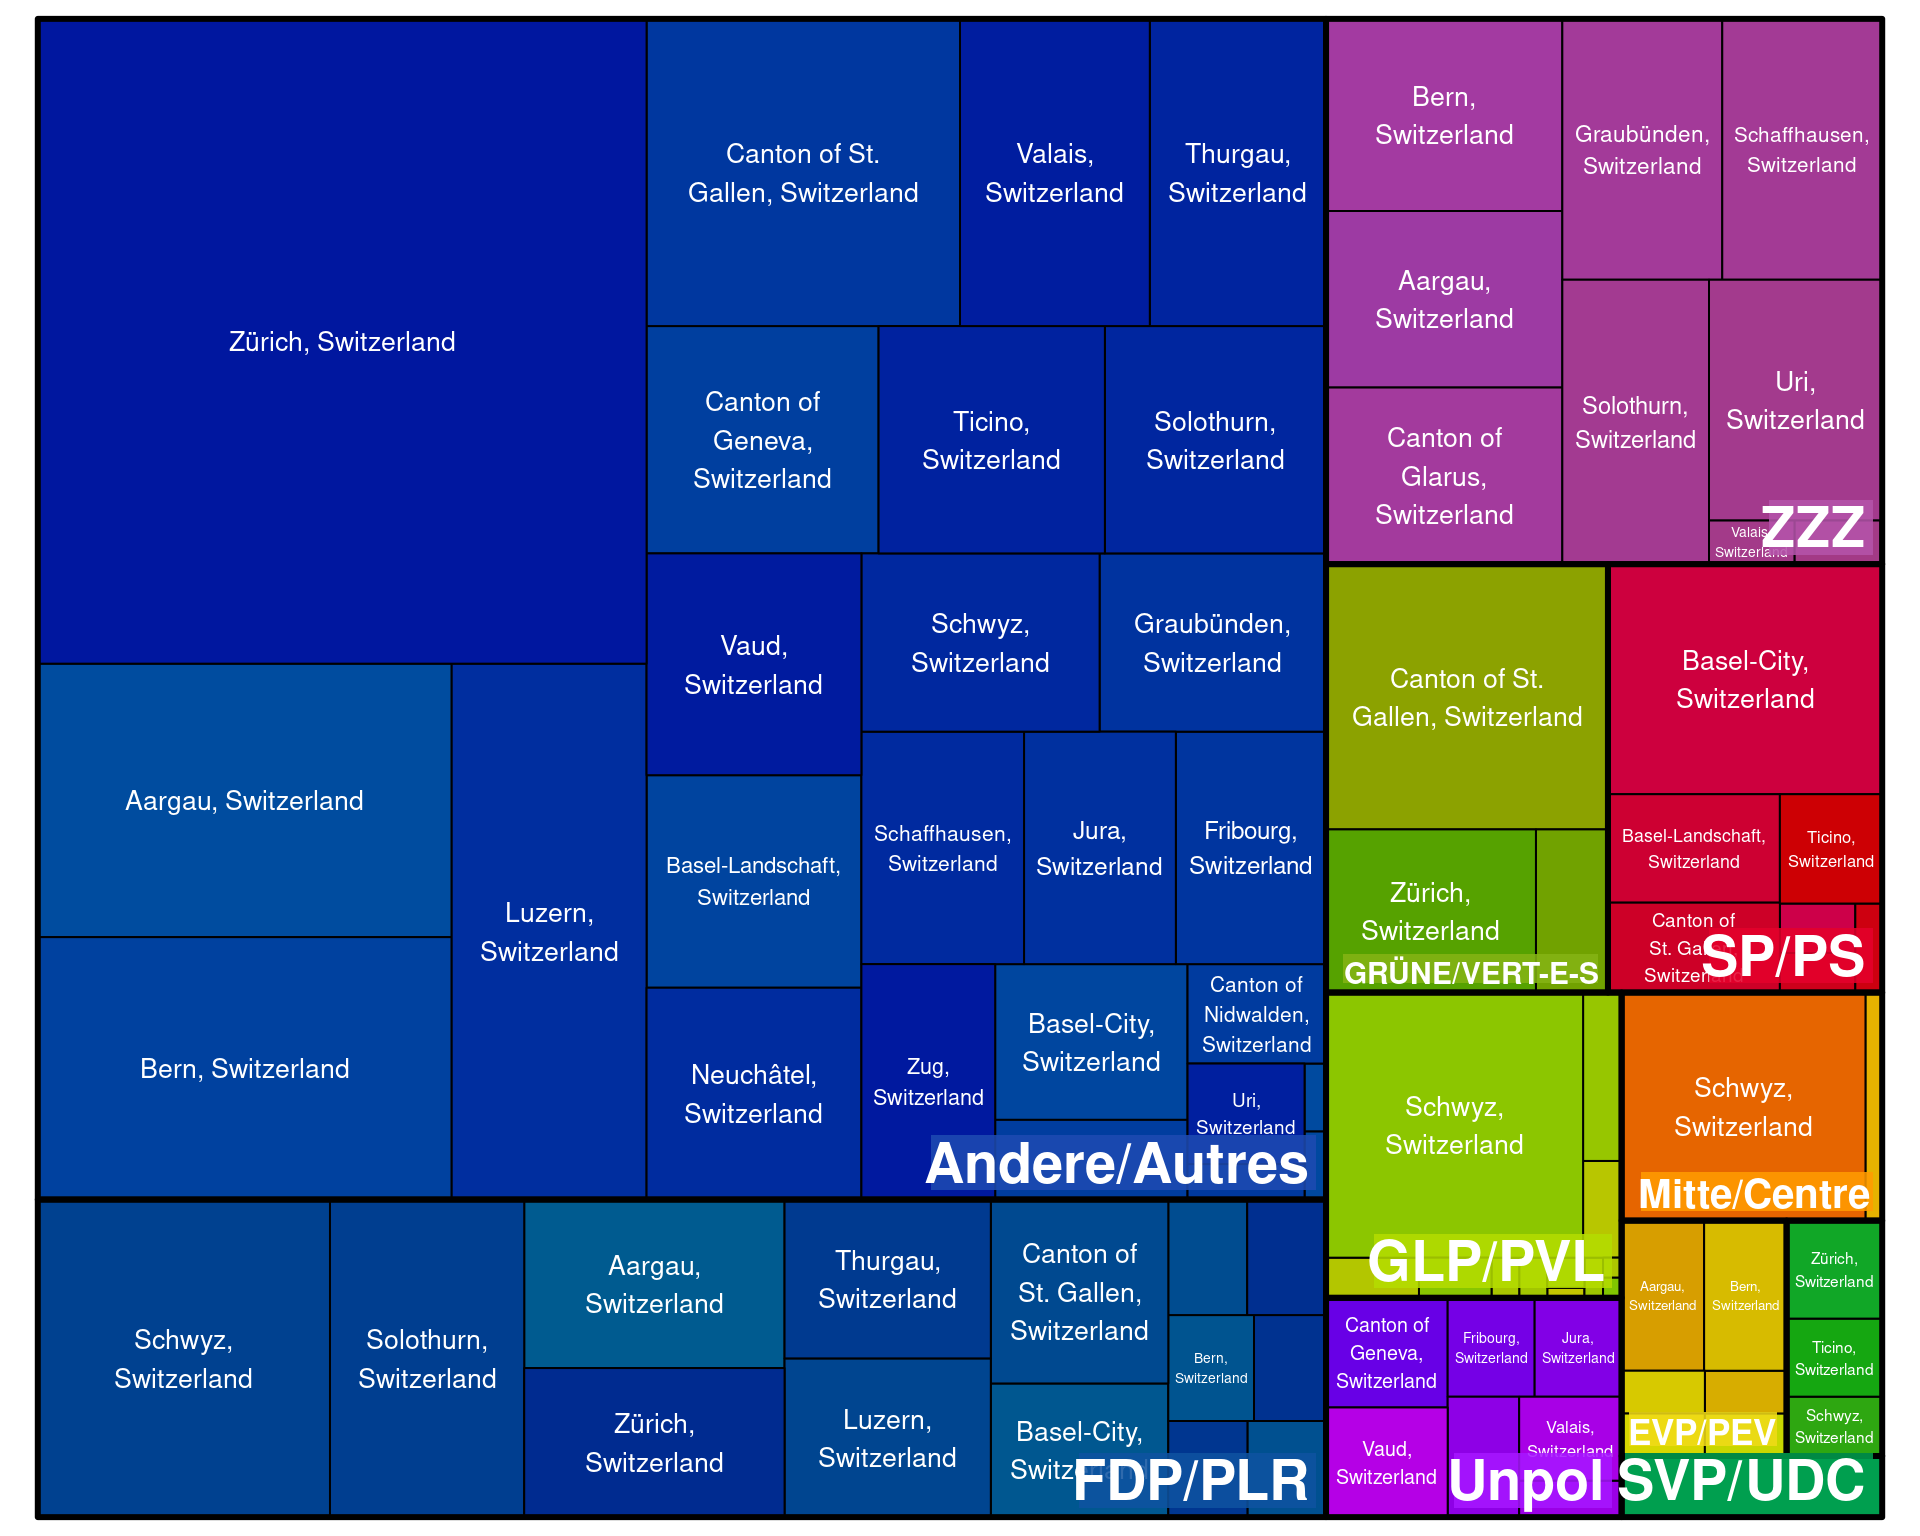 Zürich, Switzerland
Aargau, Switzerland
Bern, Switzerland
Luzern,
Switzerland
Canton of St.
Gallen, Switzerland
Valais,
Switzerland
Thurgau,
Switzerland
Canton of
Geneva,
Switzerland
Ticino,
Switzerland
Solothurn,
Switzerland
Vaud,
Switzerland
Schwyz,
Switzerland
Graubünden,
Switzerland
Basel-Landschaft,
Switzerland
Schaffhausen,
Switzerland
Jura,
Switzerland
Fribourg,
Switzerland
Neuchâtel,
Switzerland
Zug,
Switzerland
Basel-City,
Switzerland
Canton of
Nidwalden,
Switzerland
Uri,
Switzerland
Andere/Autres
Schwyz,
Switzerland
Solothurn,
Switzerland
Aargau,
Switzerland
Zürich,
Switzerland
Thurgau,
Switzerland
Luzern,
Switzerland
Canton of
St. Gallen,
Switzerland
Basel-City,
Switzerland
Bern,
Switzerland
FDP/PLR
Bern,
Switzerland
Aargau,
Switzerland
Canton of
Glarus,
Switzerland
Graubünden,
Switzerland
Schaffhausen,
Switzerland
Solothurn,
Switzerland
Uri,
Switzerland
Valais,
Switzerland
ZZZ
Canton of St.
Gallen, Switzerland
Zürich,
Switzerland
GRÜNE/VERT-E-S
Basel-City,
Switzerland
Basel-Landschaft,
Switzerland
Ticino,
Switzerland
Canton of
St. Gallen,
Switzerland
SP/PS
Schwyz,
Switzerland
GLP/PVL
Schwyz,
Switzerland
Mitte/Centre
Canton of
Geneva,
Switzerland
Vaud,
Switzerland
Fribourg,
Switzerland
Jura,
Switzerland
Valais,
Switzerland
Unpol
Aargau,
Switzerland
Bern,
Switzerland
EVP/PEV
Zürich,
Switzerland
Ticino,
Switzerland
Schwyz,
Switzerland
SVP/UDC